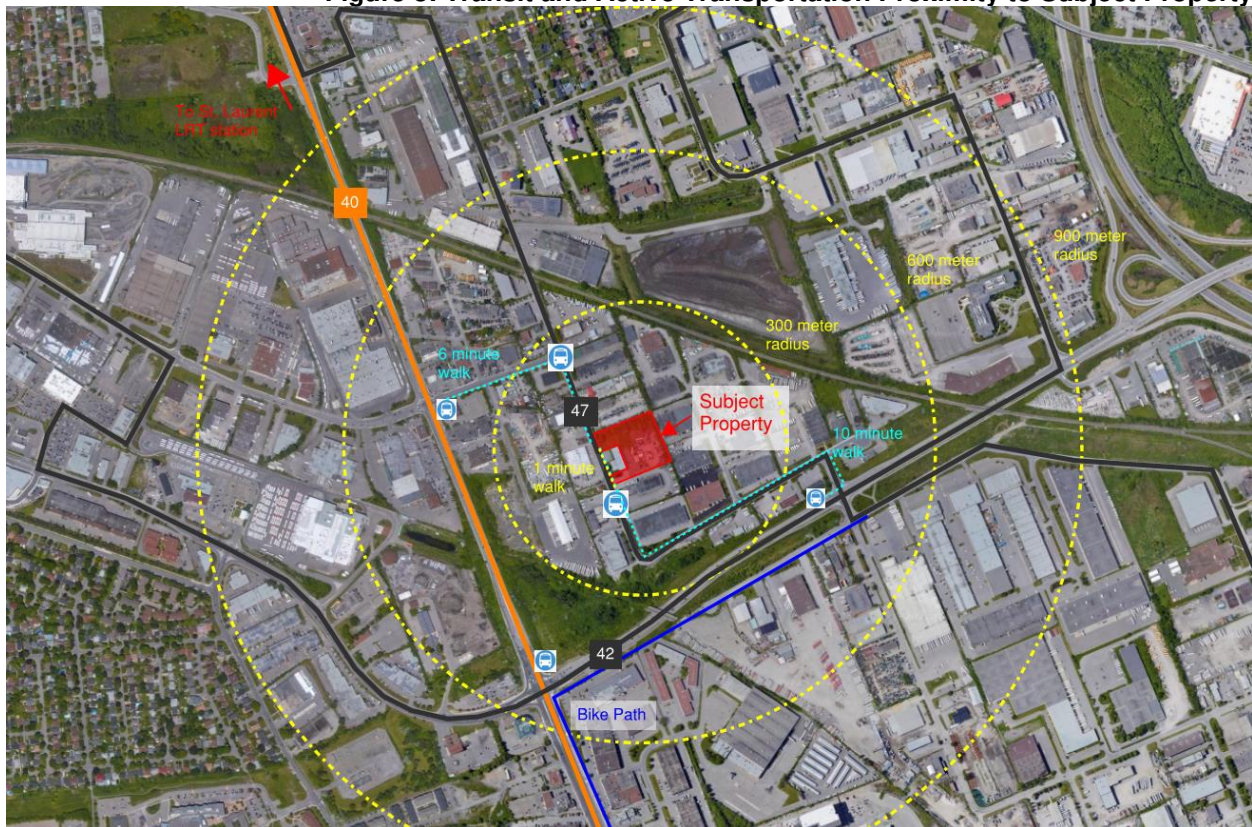 Figure 3. Transit and Active Transportation Proximity to Subject Property
To St. Laurent
LRT station
40
900 meter
radius
600 meter
radius
300 meter
radius
6 minute
walk
47
Subject
Property
10 minute
walk
1 minute
walk
42
Bike Path